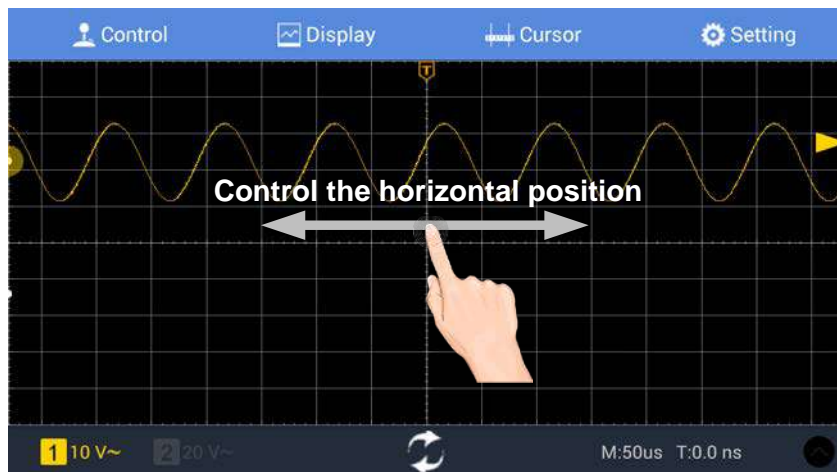 Control Display Cursor Setting
T
Control the horizontal position
1 10 V~ 2 20 V~ M:50us T:0.0 ns